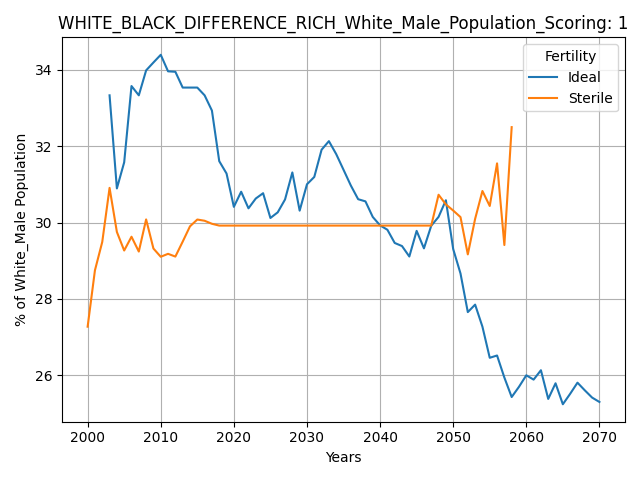 WHITE_BLACK_DIFFERENCE_RICH_White_Male_Population_Scoring: 1
Fertility
Ideal
Sterile
% of White_Male Population
34
32
30
28
26
2000 2010 2020 2030 2040 2050 2060 2070
Years